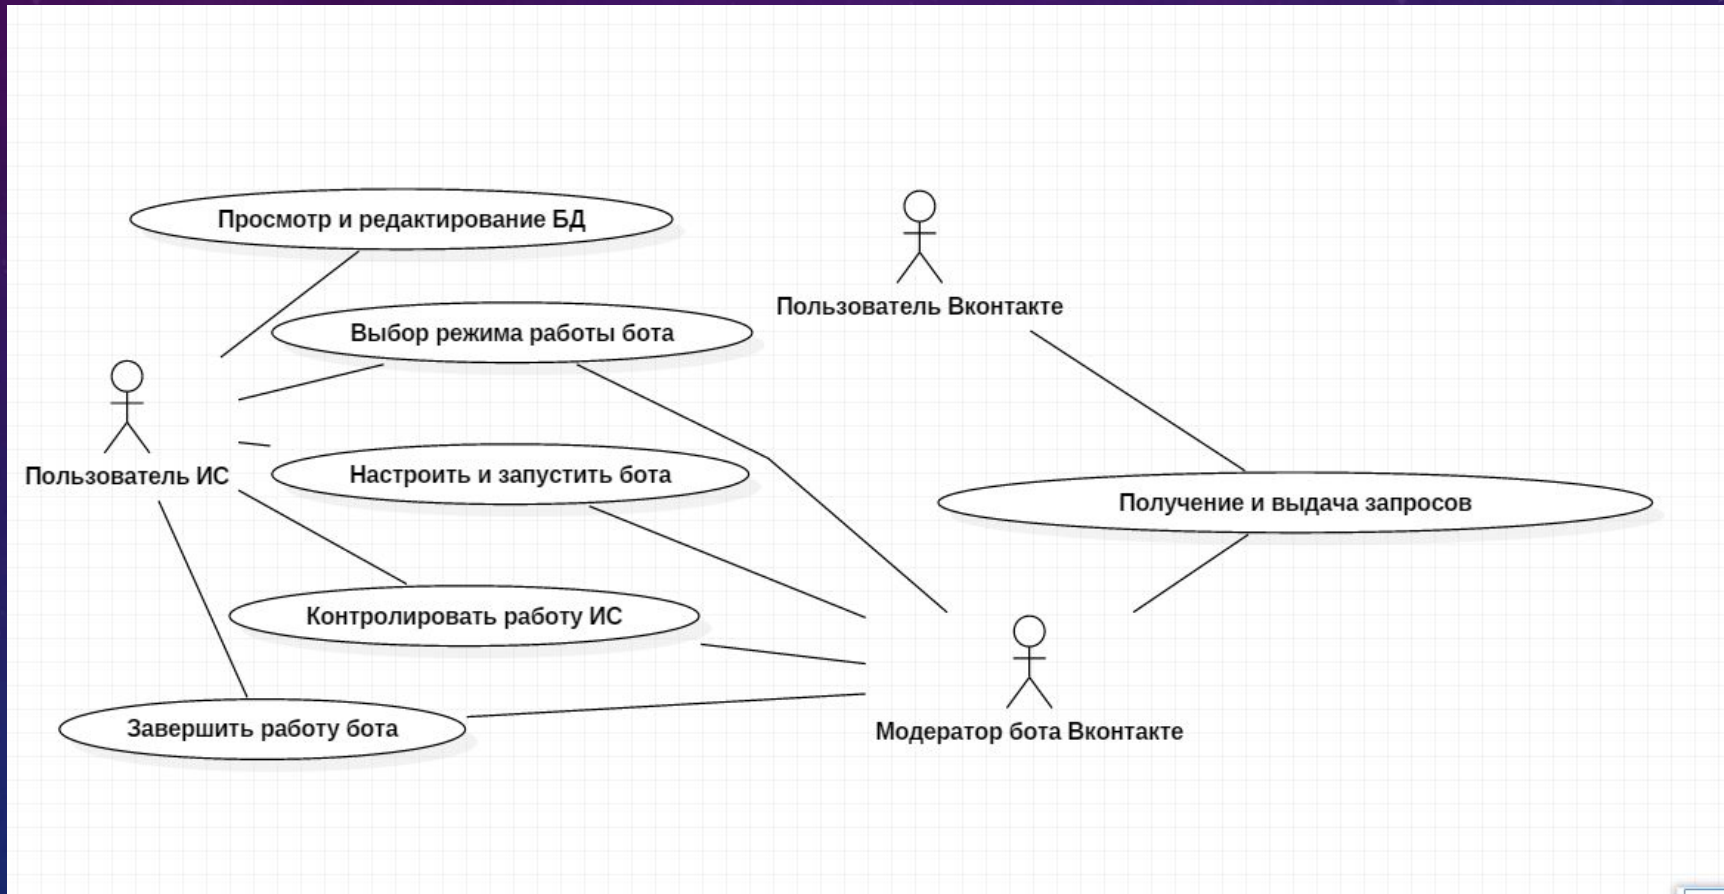 Просмотр и редактирование БД
Пользователь Вконтакте
Выбор режима работы бота
Пользователь ИС
Настроить и запустить бота
Получение и выдача запросов
Контролировать работу ИС
Завершить работу бота
Модератор бота Вконтакте